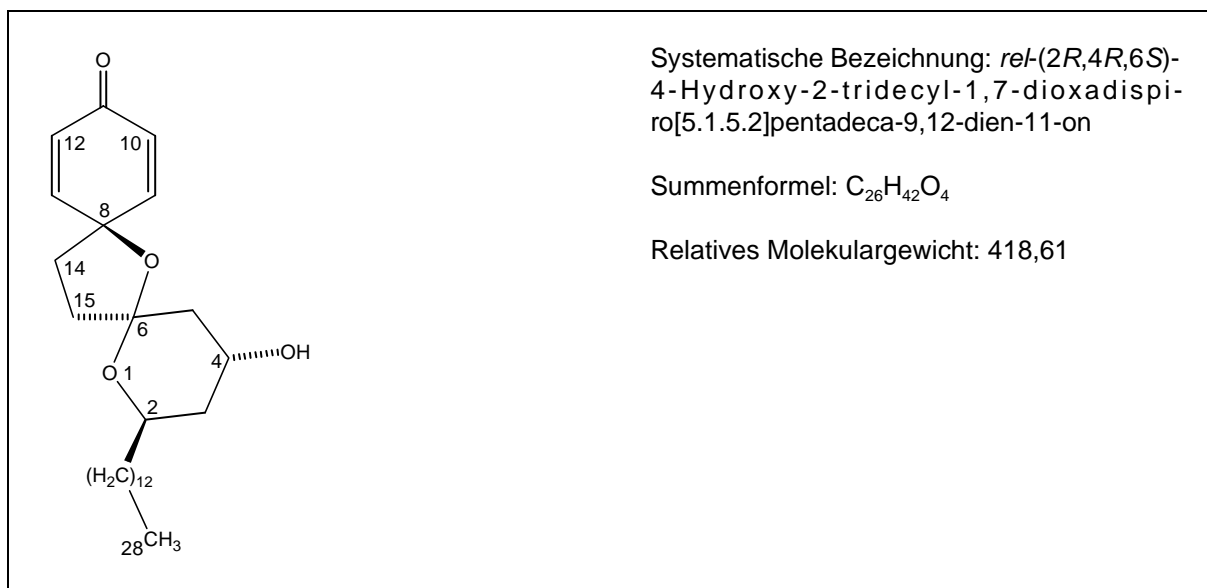 O
12
10
8
O
14
15
6
4
OH
O 1
2
(H₂C)₁₂
28CH₃
Systematische Bezeichnung: rel-(2R,4R,6S)-
4-Hydroxy-2-tridecyl-1,7-dioxadispi-
ro[5.1.5.2]pentadeca-9,12-dien-11-on
Summenformel: C₂₆H₄₂O₄
Relatives Molekulargewicht: 418,61